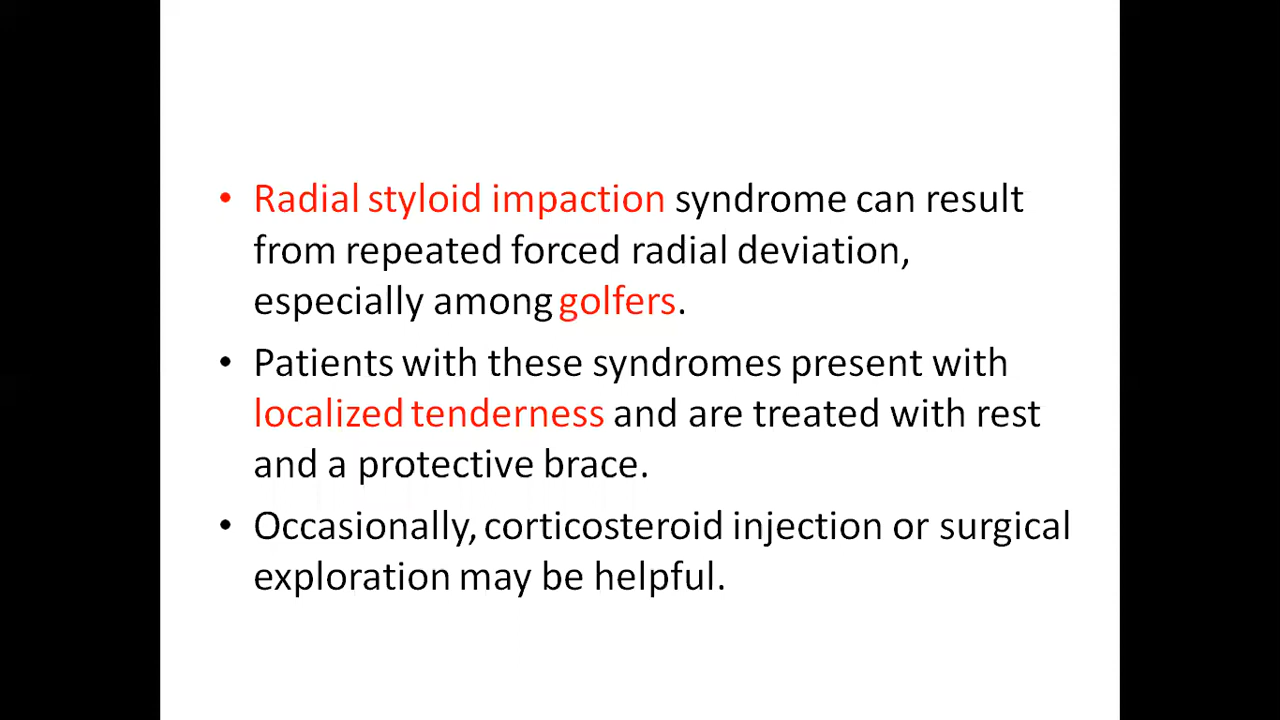 • Radial styloid impaction syndrome can result
from repeated forced radial deviation,
especially among golfers.
• Patients with these syndromes present with
localized tenderness and are treated with rest
and a protective brace.
• Occasionally, corticosteroid injection or surgical
exploration may be helpful.